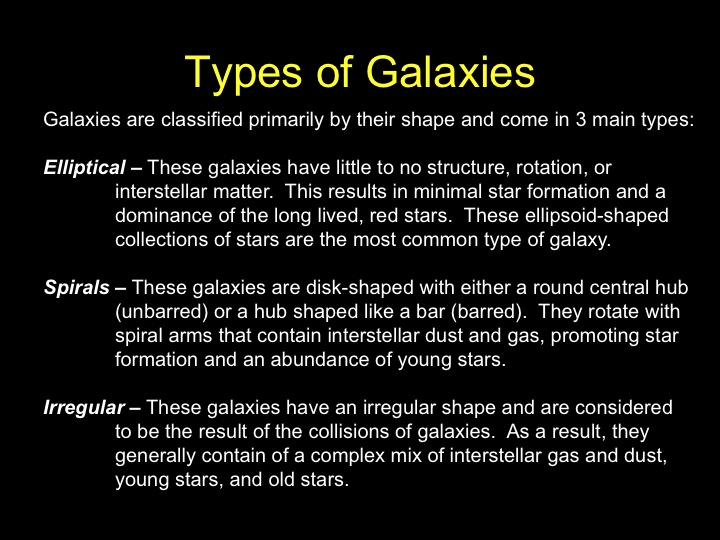 Types of Galaxies
Galaxies are classified primarily by their shape and come in 3 main types:
Elliptical – These galaxies have little to no structure, rotation, or
interstellar matter.  This results in minimal star formation and a
dominance of the long lived, red stars.  These ellipsoid-shaped
collections of stars are the most common type of galaxy.
Spirals – These galaxies are disk-shaped with either a round central hub
(unbarred) or a hub shaped like a bar (barred).  They rotate with
spiral arms that contain interstellar dust and gas, promoting star
formation and an abundance of young stars.
Irregular – These galaxies have an irregular shape and are considered
to be the result of the collisions of galaxies.  As a result, they
generally contain of a complex mix of interstellar gas and dust,
young stars, and old stars.